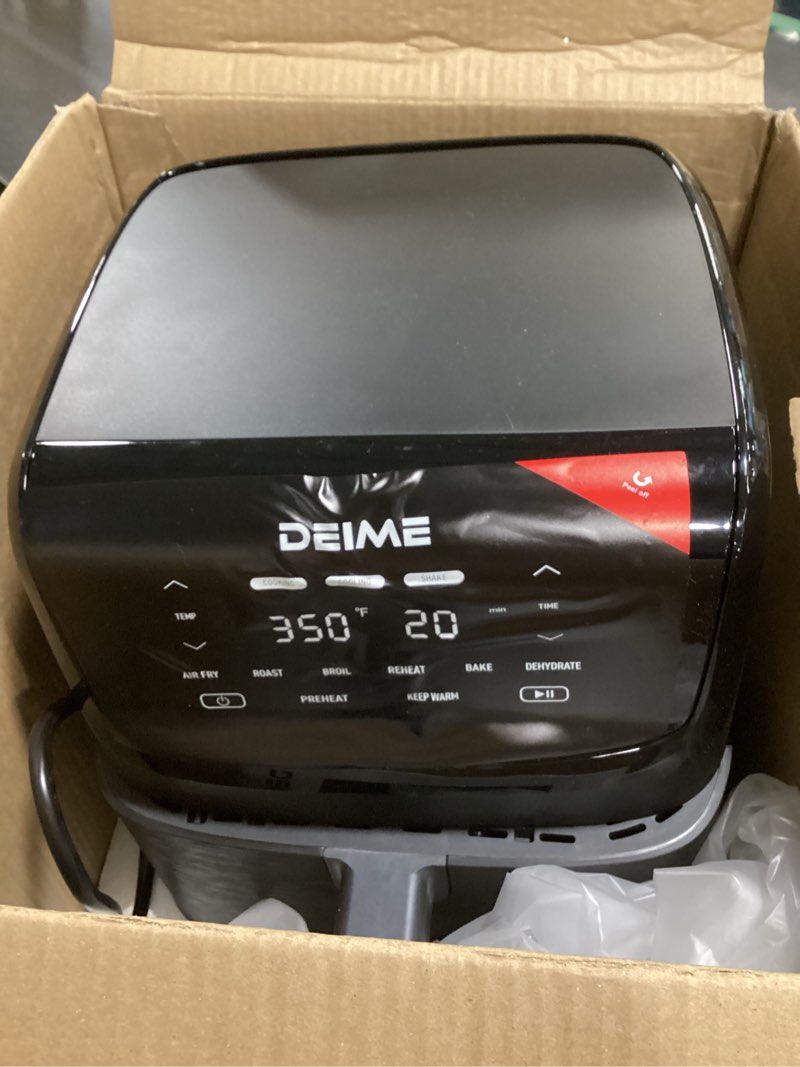 Peel off
DEIME
COOKING COOLING SHAKE
TEMP 350°F 20 min TIME
AIR FRY ROAST BROIL REHEAT BAKE DEHYDRATE
PREHEAT KEEP WARM